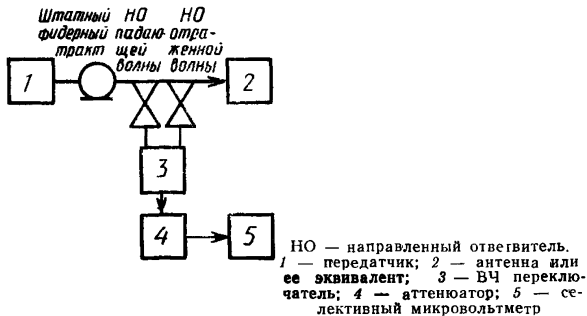 Штатный
фидерный
тракт
НО
падаю-
щей
волны
НО
отра-
женной
волны
1
2
3
4
5
НО — направленный ответвитель.
1 — передатчик; 2 — антенна или
ее эквивалент; 3 — ВЧ переклю-
чатель; 4 — аттенюатор; 5 — се-
лективный микровольтметр